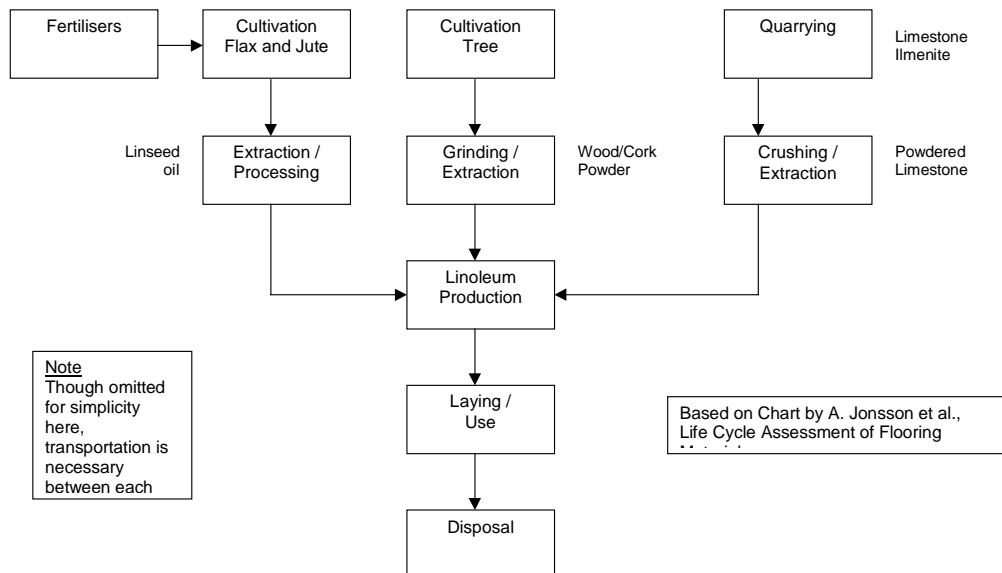 Fertilisers
Cultivation
Flax and Jute
Cultivation
Tree
Quarrying
Limestone
Ilmenite
Linseed
oil
Extraction /
Processing
Grinding /
Extraction
Wood/Cork
Powder
Crushing /
Extraction
Powdered
Limestone
Linoleum
Production
Note
Though omitted
for simplicity
here,
transportation is
necessary
between each
Laying /
Use
Based on Chart by A. Jonsson et al.,
Life Cycle Assessment of Flooring
Disposal